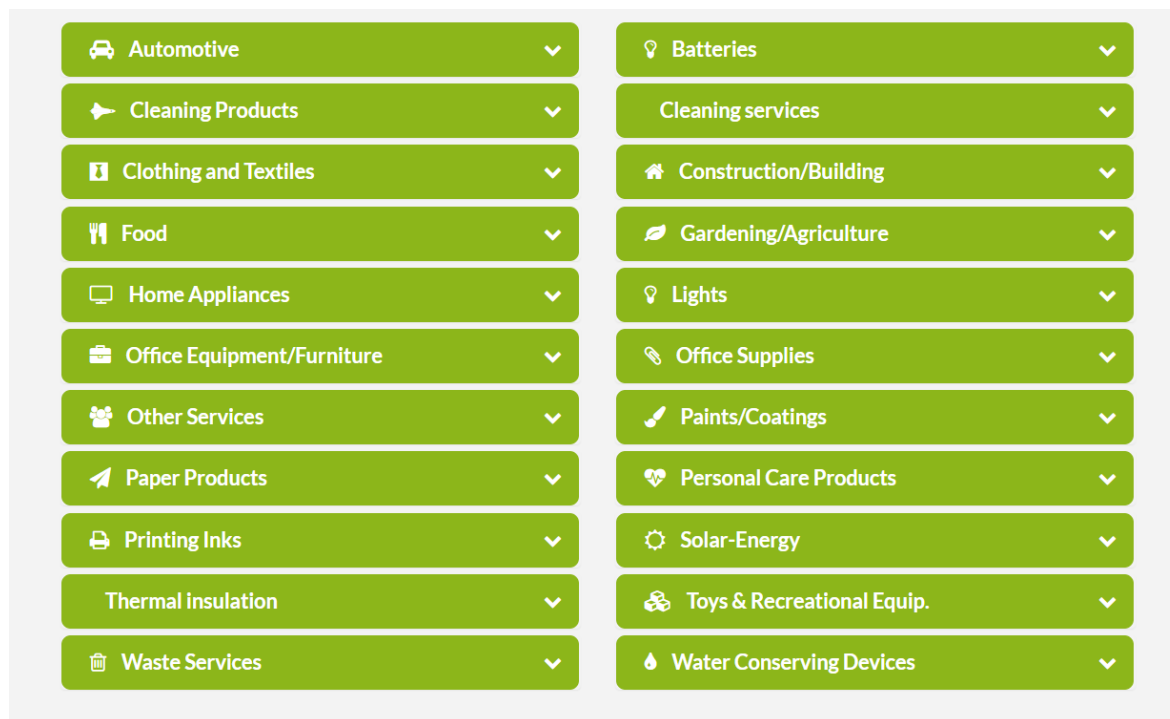 Automotive
Batteries
Cleaning Products
Cleaning services
Clothing and Textiles
Construction/Building
Food
Gardening/Agriculture
Home Appliances
Lights
Office Equipment/Furniture
Office Supplies
Other Services
Paints/Coatings
Paper Products
Personal Care Products
Printing Inks
Solar-Energy
Thermal insulation
Toys & Recreational Equip.
Waste Services
Water Conserving Devices